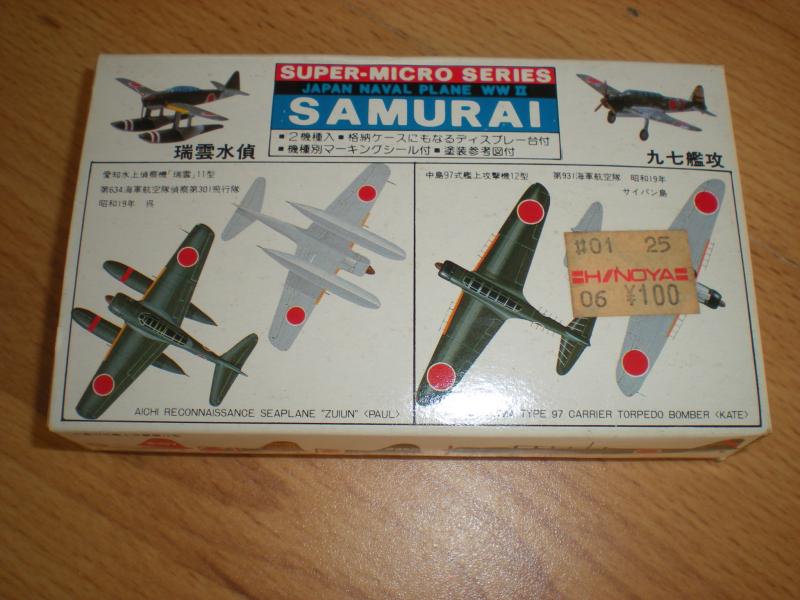 SUPER-MICRO SERIES
JAPAN NAVAL PLANE WW II
SAMURAI
■2機種入■格納ケースにもなるディスプレー台付
■機種別マーキングシール付■塗装参考図付
瑞雲水偵
九七艦攻
愛知水上偵察機「瑞雲」11型
第634海軍航空隊偵察第301飛行隊
昭和19年 呉
AICHI RECONNAISSANCE SEAPLANE "ZUIUN" <PAUL>
中島97式艦上攻撃機12型 第931海軍航空隊 昭和19年
サイパン島
#01 25
HINOYA
06 ¥100
TYPE 97 CARRIER TORPEDO BOMBER <KATE>